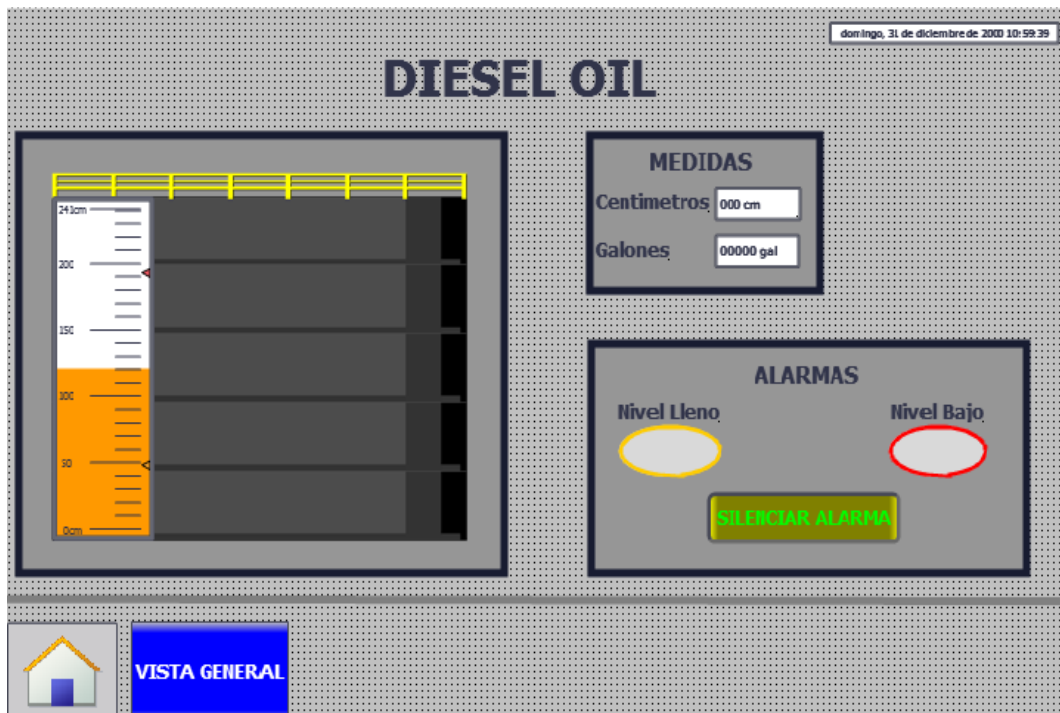 domingo, 31 de diciembre de 2000 10:59:39
DIESEL OIL
MEDIDAS
Centimetros 000 cm
Galones 00000 gal
241cm
200
150
100
50
0cm
ALARMAS
Nivel Lleno Nivel Bajo
SILENCIAR ALARMA
VISTA GENERAL